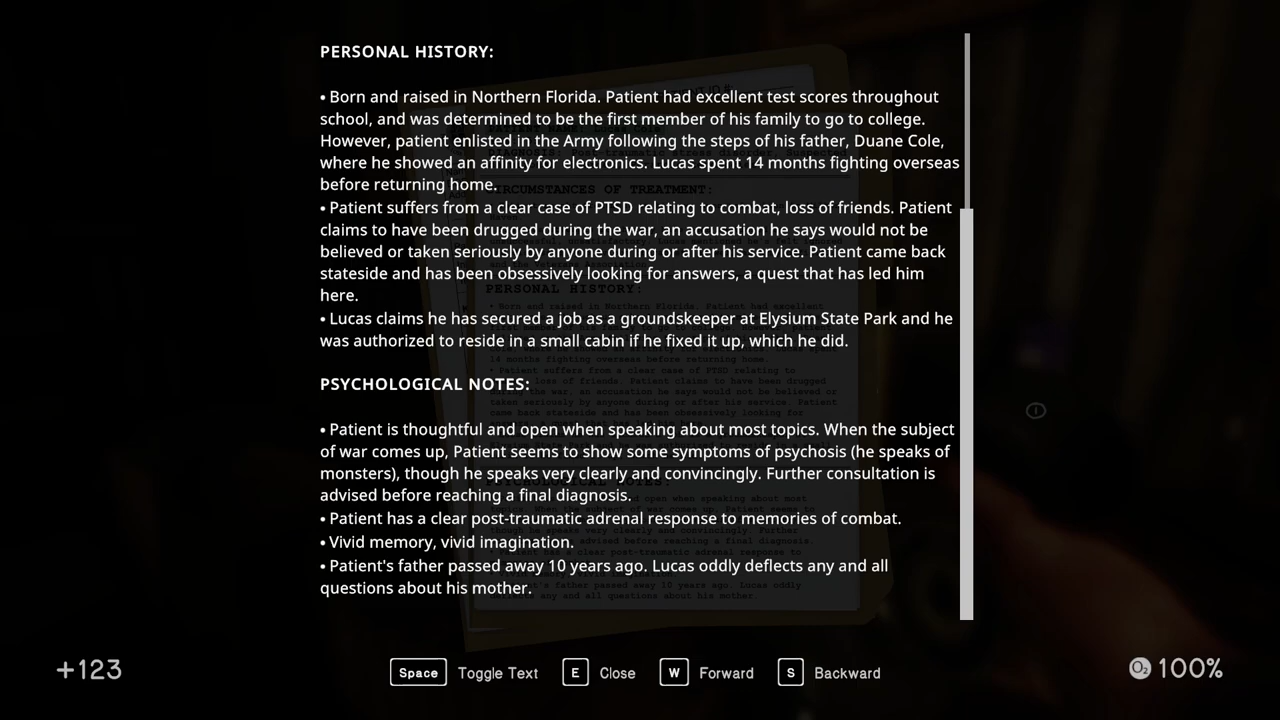 PERSONAL HISTORY:
• Born and raised in Northern Florida. Patient had excellent test scores throughout
school, and was determined to be the first member of his family to go to college.
However, patient enlisted in the Army following the steps of his father, Duane Cole,
where he showed an affinity for electronics. Lucas spent 14 months fighting overseas
before returning home.
• Patient suffers from a clear case of PTSD relating to combat, loss of friends. Patient
claims to have been drugged during the war, an accusation he says would not be
believed or taken seriously by anyone during or after his service. Patient came back
stateside and has been obsessively looking for answers, a quest that has led him
here.
• Lucas claims he has secured a job as a groundskeeper at Elysium State Park and he
was authorized to reside in a small cabin if he fixed it up, which he did.
PSYCHOLOGICAL NOTES:
• Patient is thoughtful and open when speaking about most topics. When the subject
of war comes up, Patient seems to show some symptoms of psychosis (he speaks of
monsters), though he speaks very clearly and convincingly. Further consultation is
advised before reaching a final diagnosis.
• Patient has a clear post-traumatic adrenal response to memories of combat.
• Vivid memory, vivid imagination.
• Patient's father passed away 10 years ago. Lucas oddly deflects any and all
questions about his mother.
+123
Space Toggle Text E Close W Forward S Backward
O2 100%